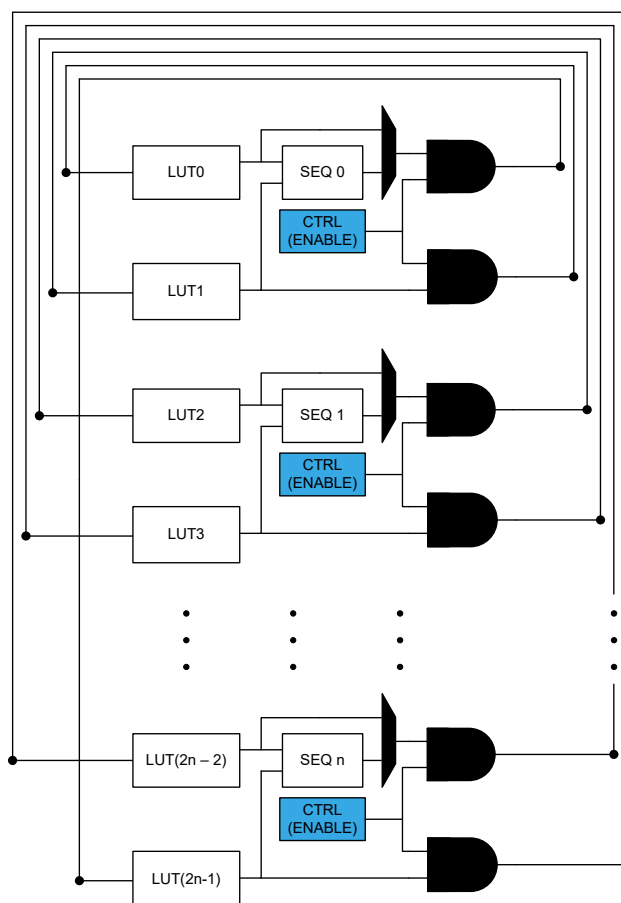 LUT0
SEQ 0
CTRL
(ENABLE)
LUT1
LUT2
SEQ 1
CTRL
(ENABLE)
LUT3
LUT(2n – 2)
SEQ n
CTRL
(ENABLE)
LUT(2n-1)